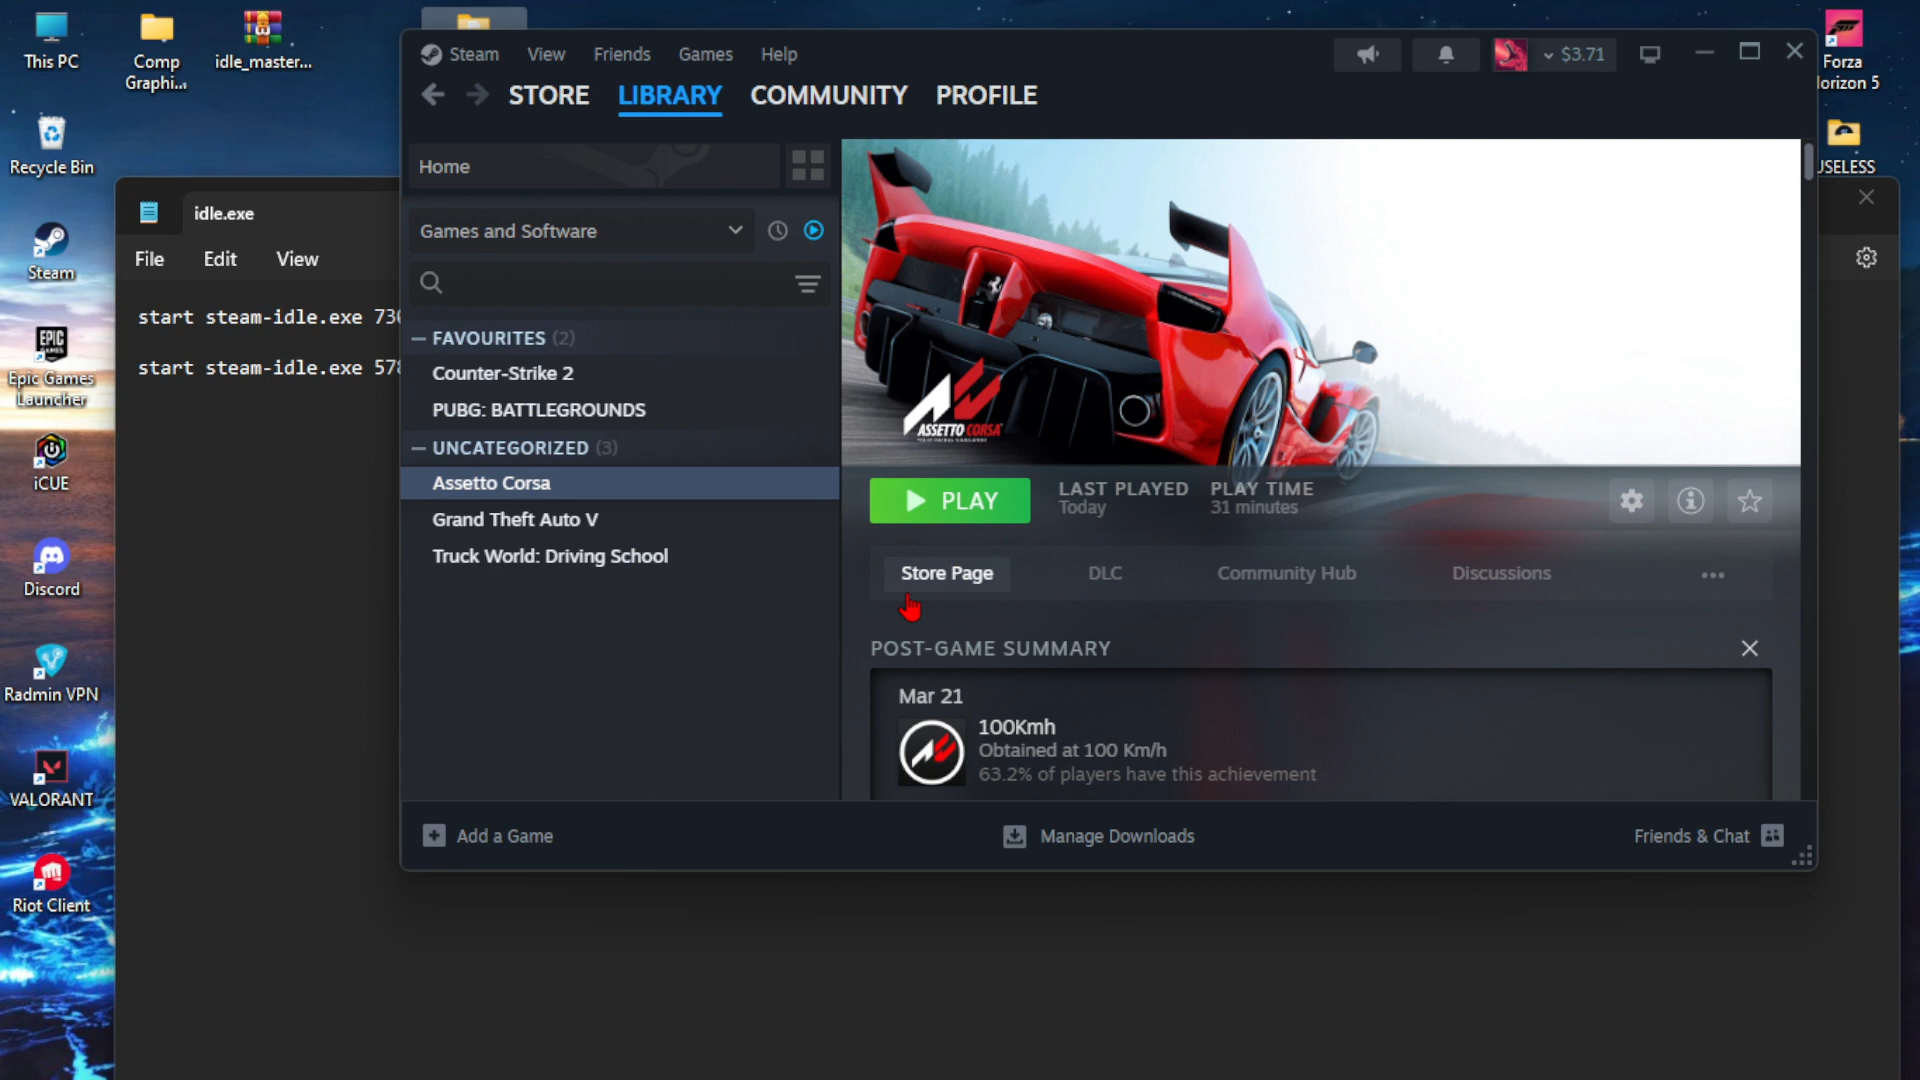 This PC
Comp
Graphi...
idle_master...
Recycle Bin
Steam
EPIC
GAMES
Epic Games
Launcher
iCUE
Discord
Radmin VPN
VALORANT
Riot Client
idle.exe
File Edit View
start steam-idle.exe
start steam-idle.exe
Steam View Friends Games Help
$3.71
STORE LIBRARY COMMUNITY PROFILE
Home
Games and Software
— FAVOURITES (2)
Counter-Strike 2
PUBG: BATTLEGROUNDS
— UNCATEGORIZED (3)
Assetto Corsa
Grand Theft Auto V
Truck World: Driving School
ASSETTO CORSA
PLAY
LAST PLAYED
Today
PLAY TIME
31 minutes
Store Page DLC Community Hub Discussions
POST-GAME SUMMARY
Mar 21
100Kmh
Obtained at 100 Km/h
63.2% of players have this achievement
Add a Game
Manage Downloads
Friends & Chat
Forza
Horizon 5
USELESS